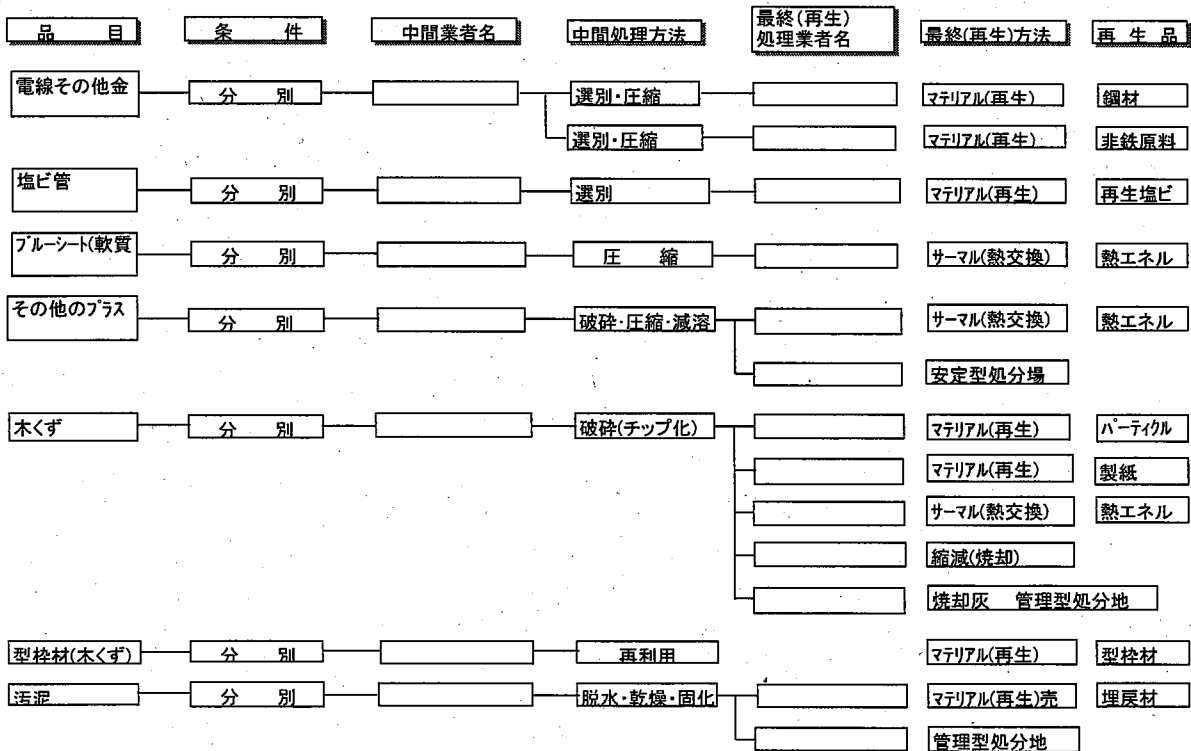 品　目
条　件
中間業者名
中間処理方法
最終(再生)
処理業者名
最終(再生)方法
再 生 品
電線その他金
分　別
選別・圧縮
マテリアル(再生)
鋼材
選別・圧縮
マテリアル(再生)
非鉄原料
塩ビ管
分　別
選別
マテリアル(再生)
再生塩ビ
ブルーシート(軟質
分　別
圧　縮
サーマル(熱交換)
熱エネル
その他のプラス
分　別
破砕・圧縮・減溶
サーマル(熱交換)
熱エネル
安定型処分場
木くず
分　別
破砕(チップ化)
マテリアル(再生)
パーティクル
マテリアル(再生)
製紙
サーマル(熱交換)
熱エネル
縮減(焼却)
焼却灰　管理型処分地
型枠材(木くず)
分　別
再利用
マテリアル(再生)
型枠材
汚泥
分　別
脱水・乾燥・固化
マテリアル(再生)売
埋戻材
管理型処分地